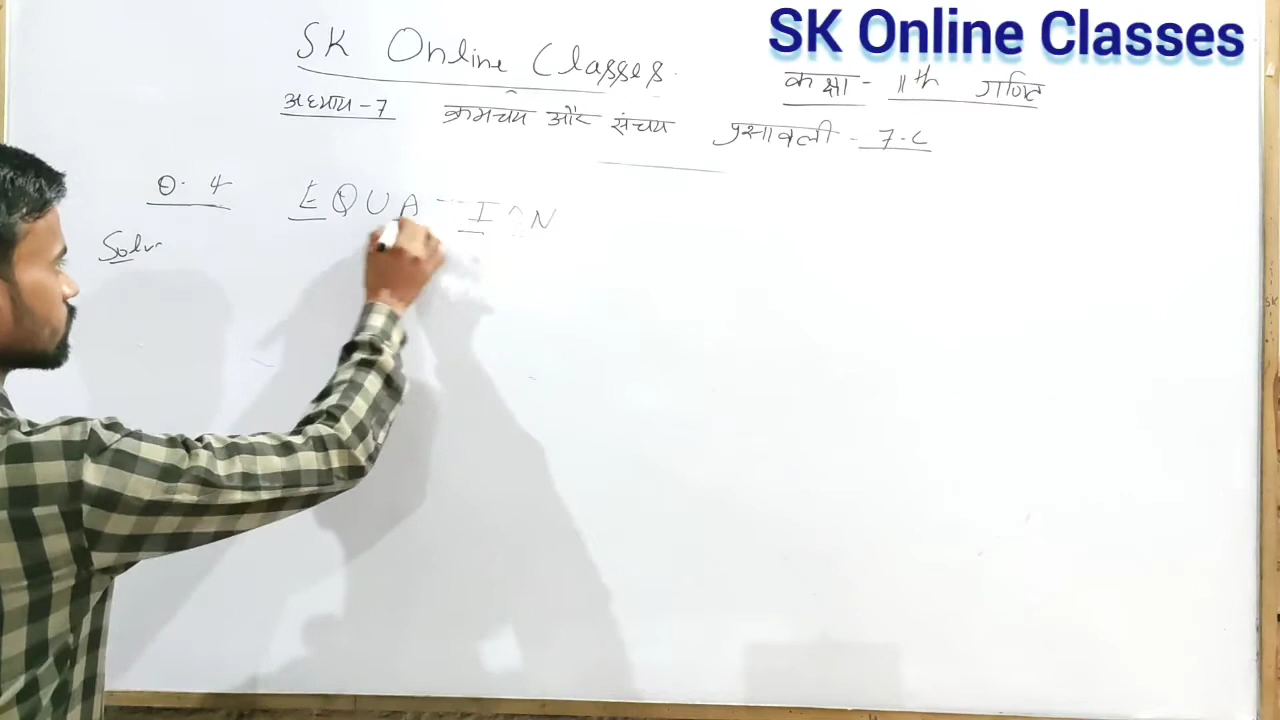 SK Online Classes
SK Online Classes
कक्षा - 11th गणित
अध्याय - 7 क्रमचय और संचय प्रश्नावली - 7.C
Q. 4 EQUATION
Solv